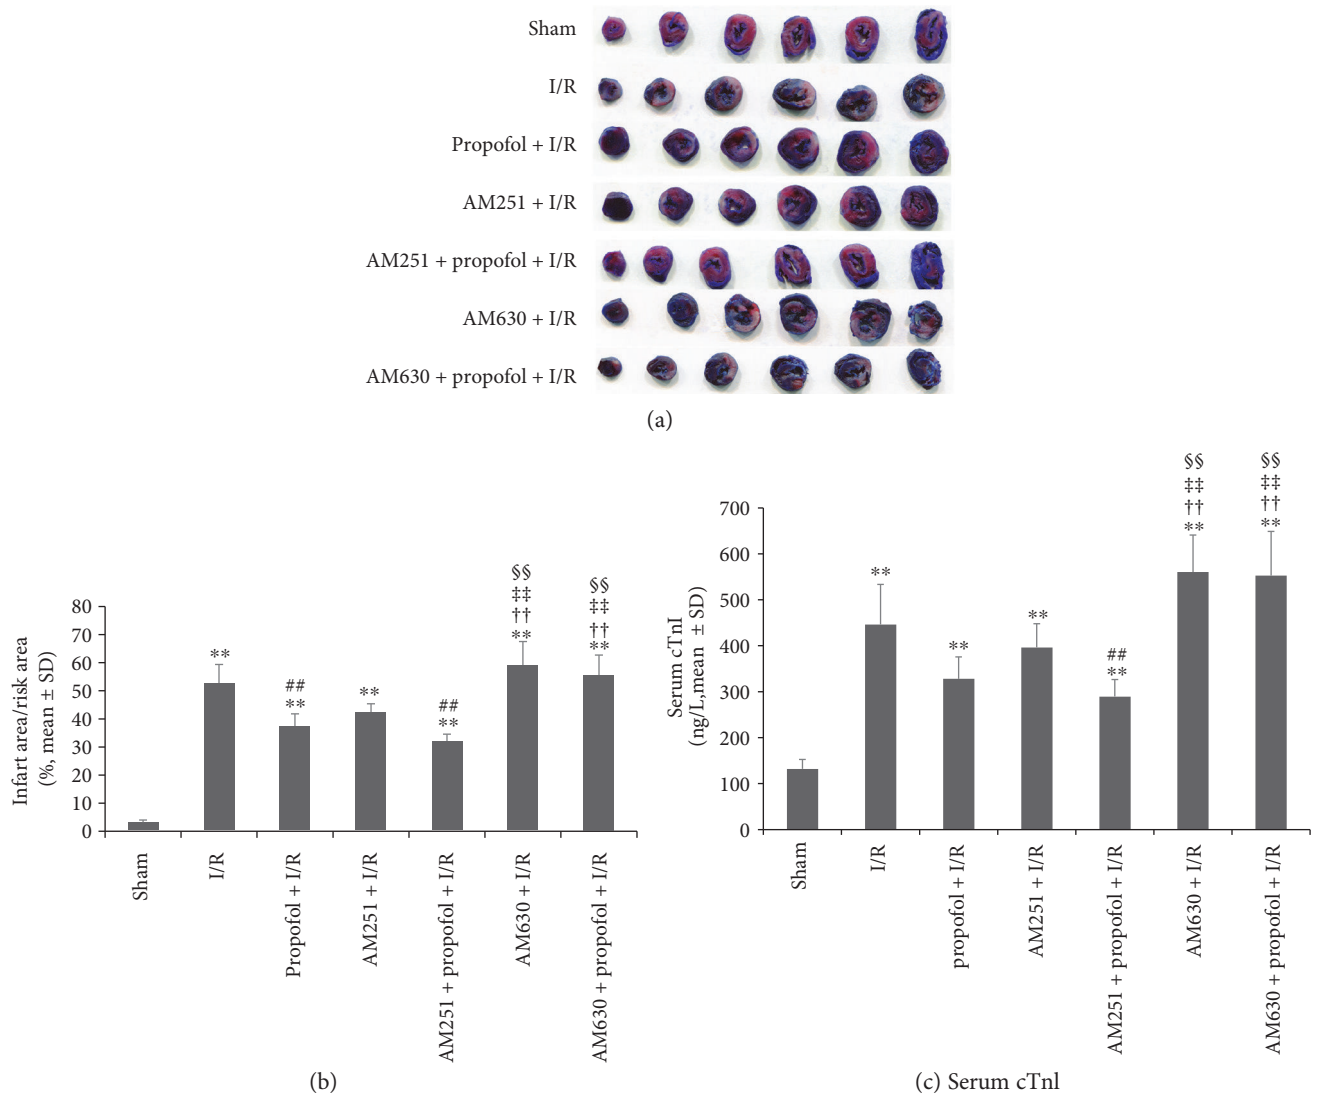 Sham
I/R
Propofol + I/R
AM251 + I/R
AM251 + propofol + I/R
AM630 + I/R
AM630 + propofol + I/R
(a)
Infart area/risk area
(%, mean ± SD)
80
70
60
50
40
30
20
10
0
**
##
**
**
##
**
§§
‡‡
††
**
§§
‡‡
††
**
Sham
I/R
Propofol + I/R
AM251 + I/R
AM251 + propofol + I/R
AM630 + I/R
AM630 + propofol + I/R
(b)
Serum cTnI
(ng/L,mean ± SD)
700
600
500
400
300
200
100
0
**
**
**
##
**
§§
‡‡
††
**
§§
‡‡
††
**
Sham
I/R
propofol + I/R
AM251 + I/R
AM251 + propofol + I/R
AM630 + I/R
AM630 + propofol + I/R
(c) Serum cTnl